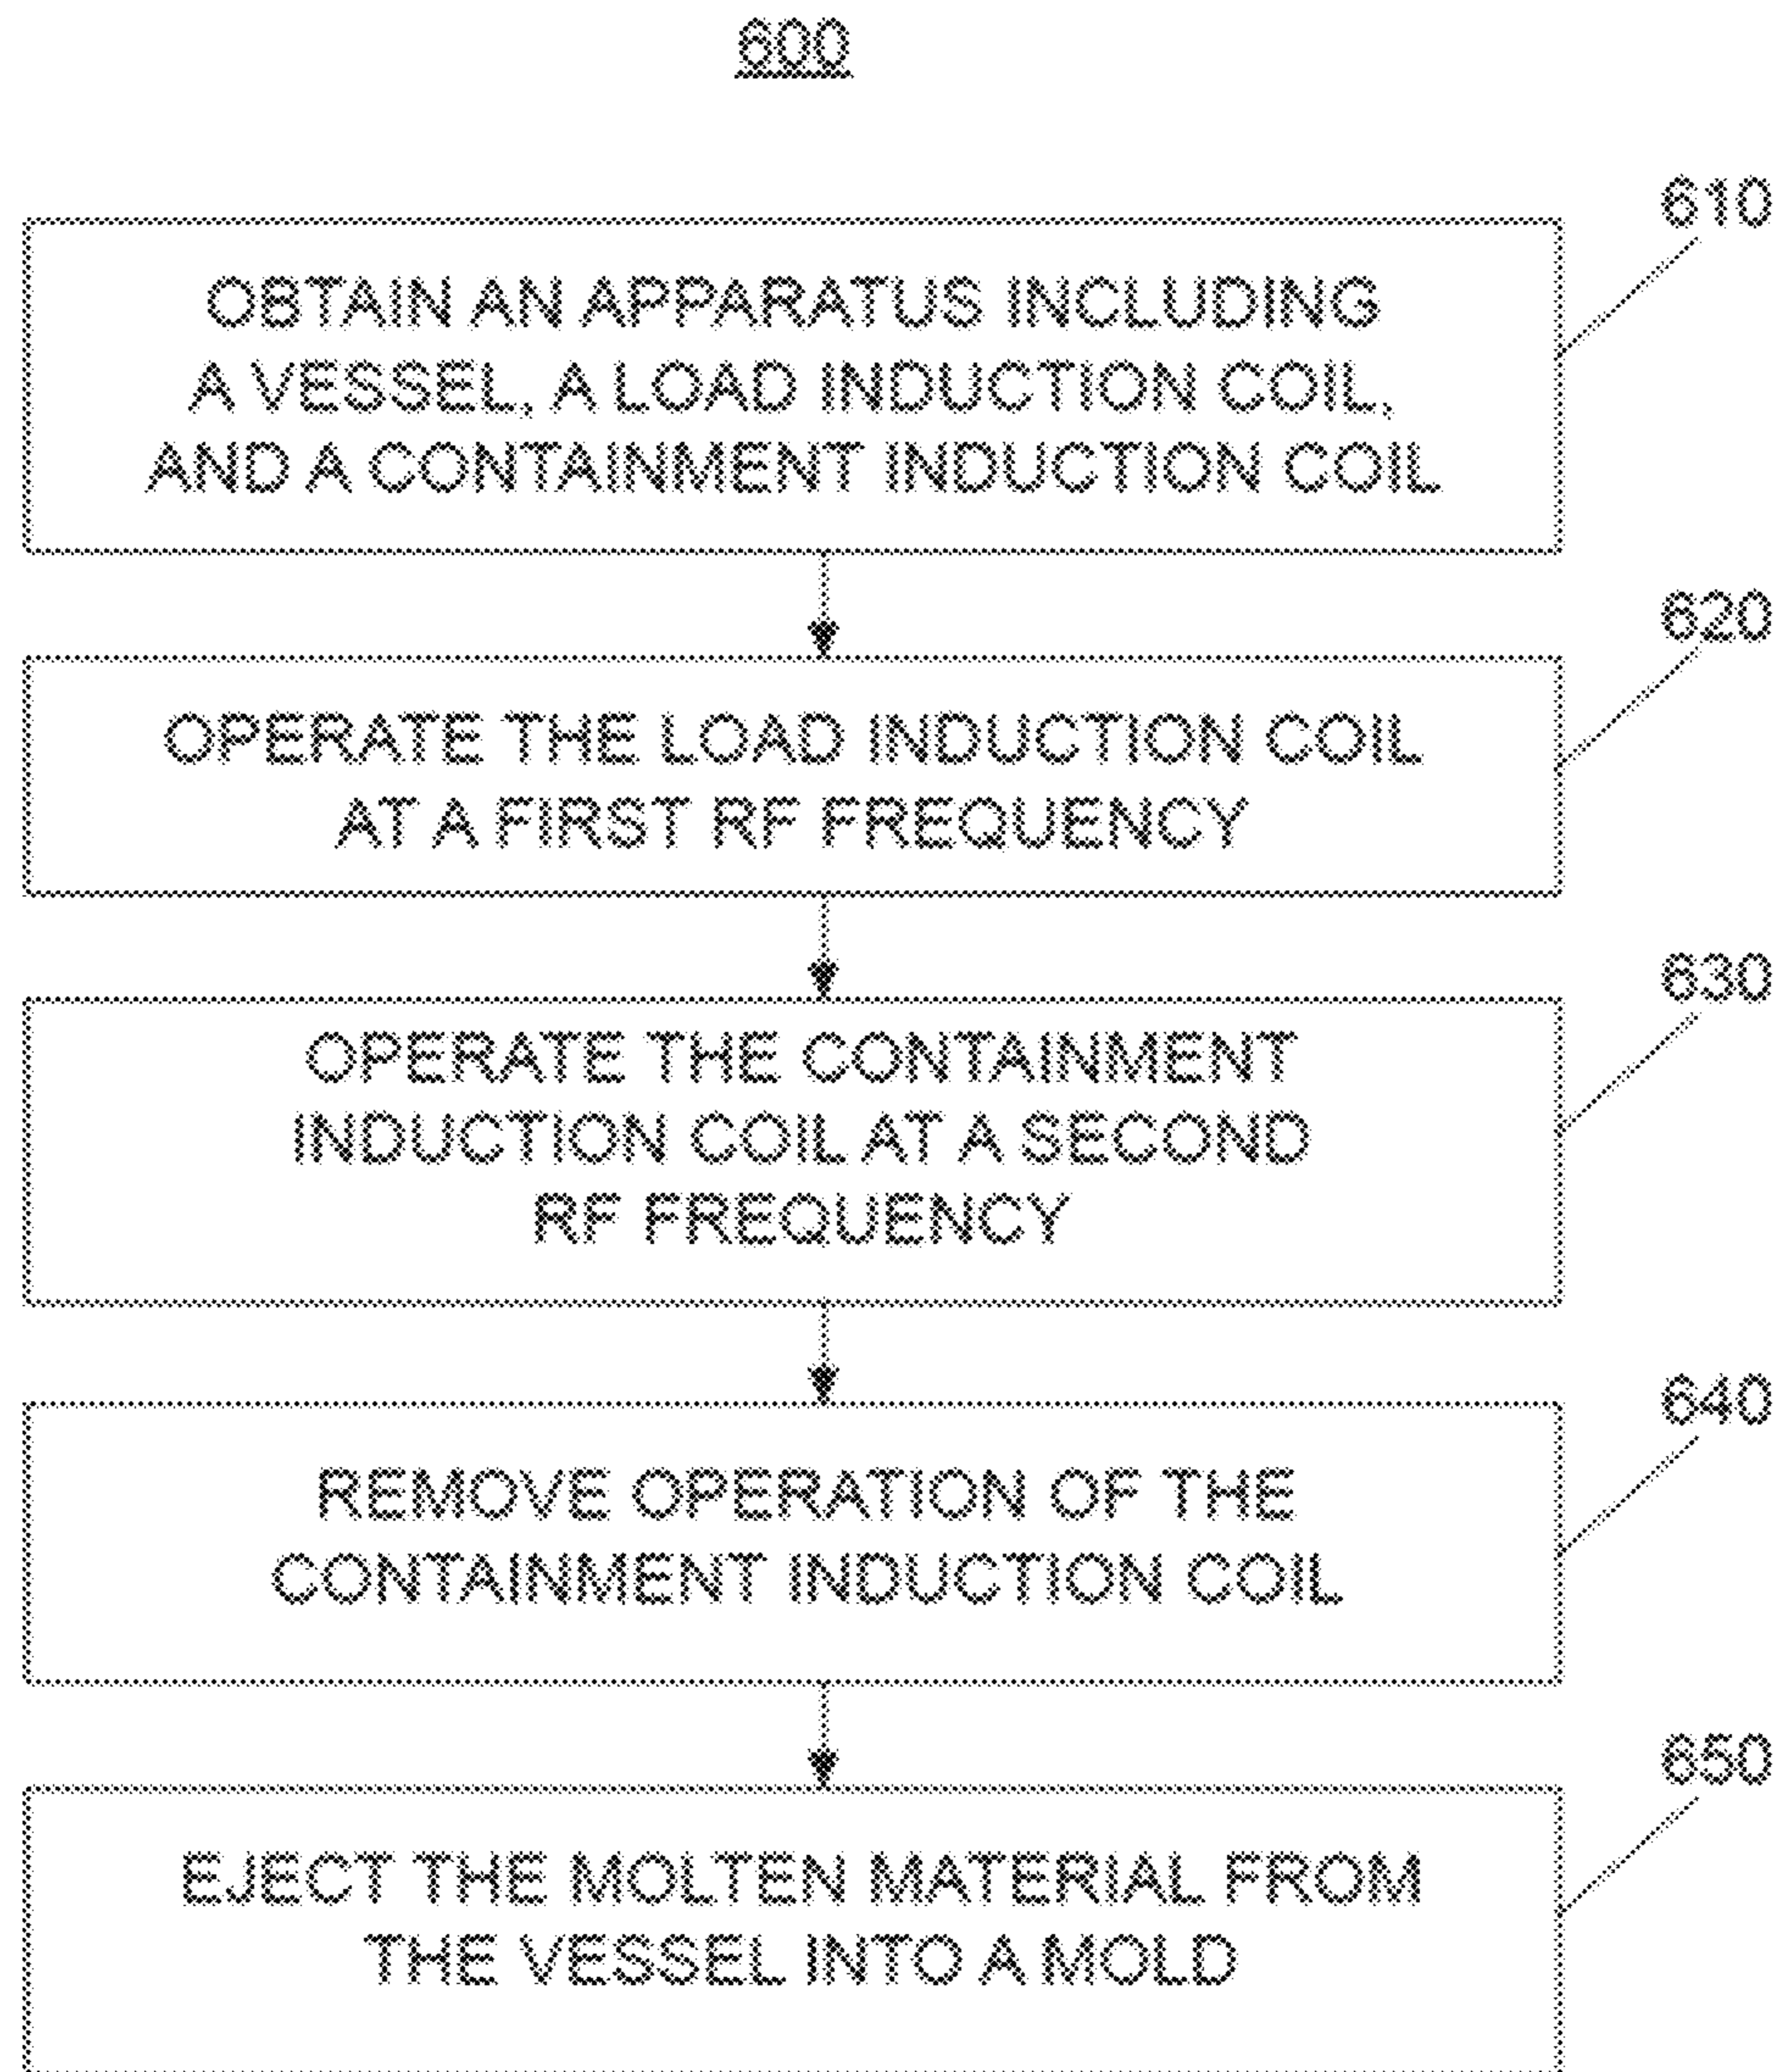 600
610
OBTAIN AN APPARATUS INCLUDING
A VESSEL, A LOAD INDUCTION COIL,
AND A CONTAINMENT INDUCTION COIL
620
OPERATE THE LOAD INDUCTION COIL
AT A FIRST RF FREQUENCY
630
OPERATE THE CONTAINMENT
INDUCTION COIL AT A SECOND
RF FREQUENCY
640
REMOVE OPERATION OF THE
CONTAINMENT INDUCTION COIL
650
EJECT THE MOLTEN MATERIAL FROM
THE VESSEL INTO A MOLD